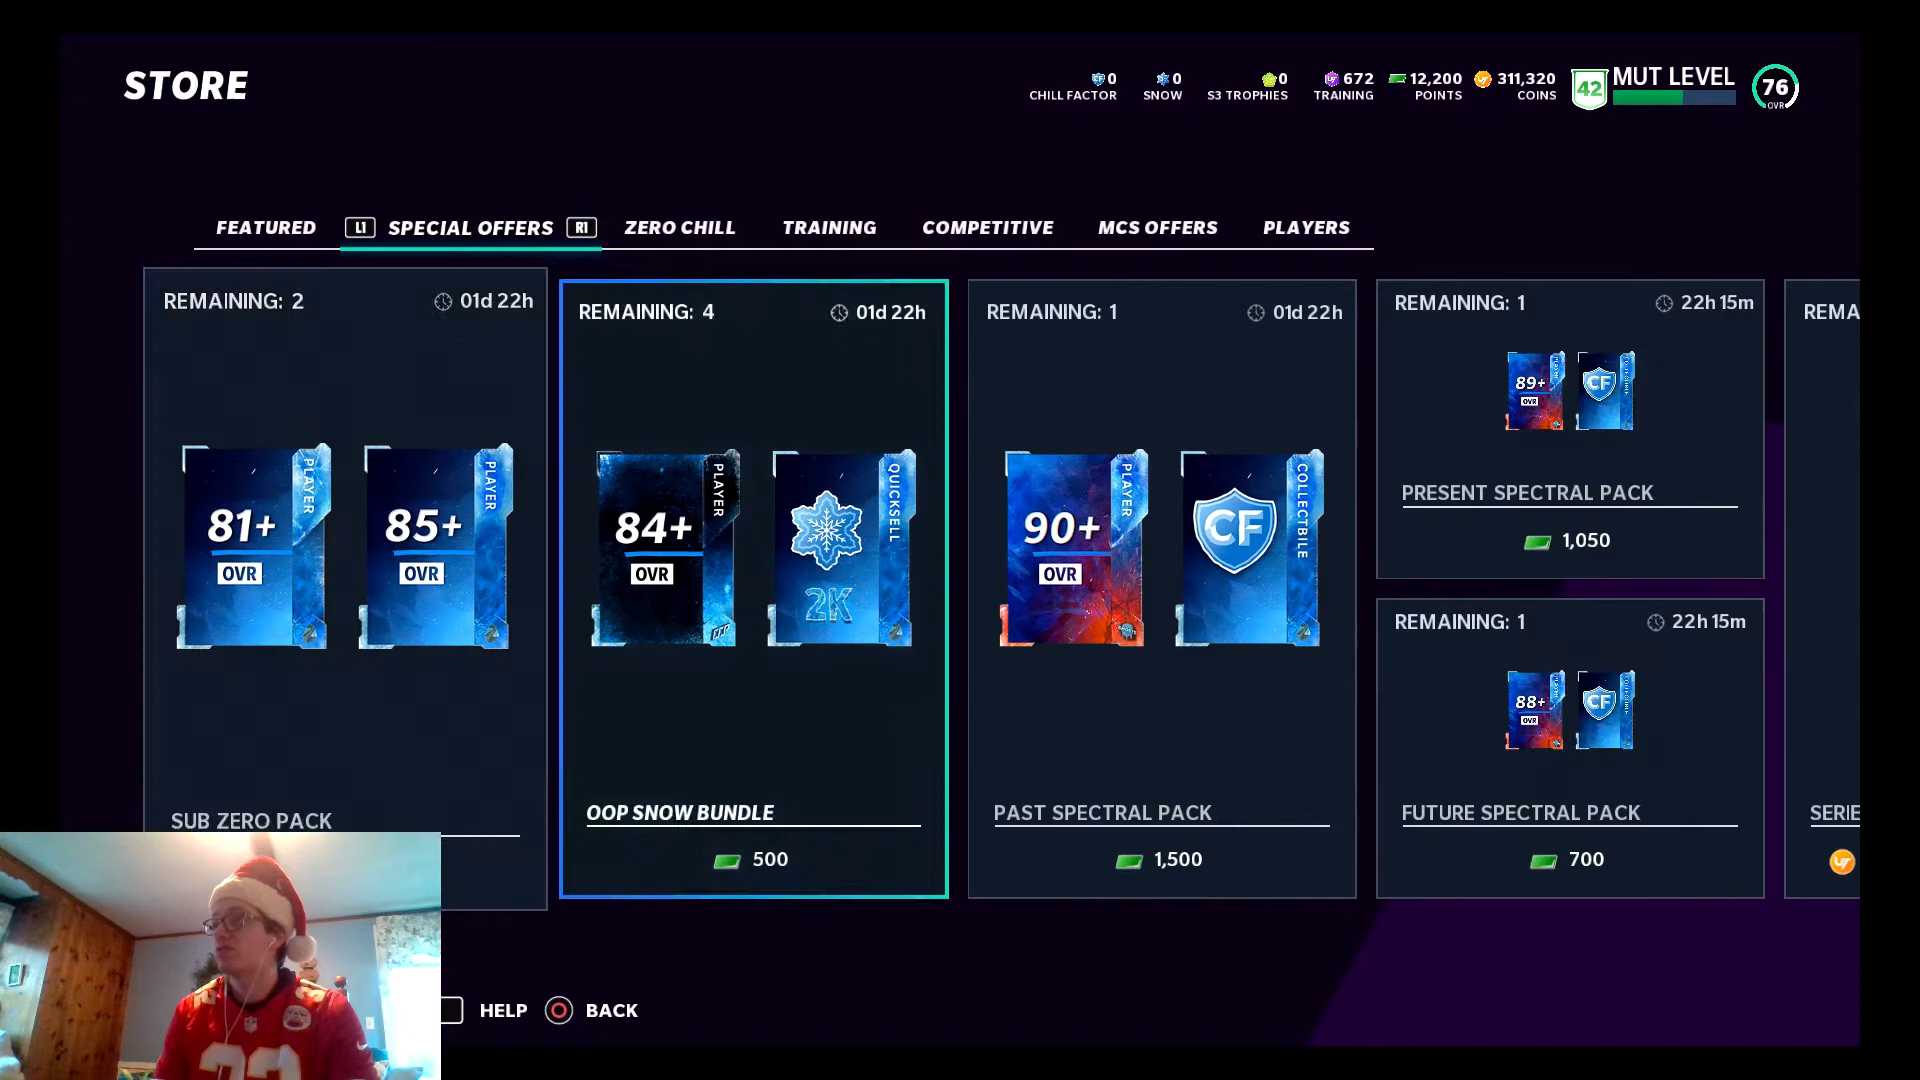 STORE
0
CHILL FACTOR
0
SNOW
0
S3 TROPHIES
672
TRAINING
12,200
POINTS
311,320
COINS
42
MUT LEVEL
76
OVR
FEATURED
L1
SPECIAL OFFERS
R1
ZERO CHILL
TRAINING
COMPETITIVE
MCS OFFERS
PLAYERS
REMAINING: 2
01d 22h
81+
OVR
PLAYER
85+
OVR
PLAYER
SUB ZERO PACK
REMAINING: 4
01d 22h
84+
OVR
PLAYER
QUICKSELL
2K
OOP SNOW BUNDLE
500
REMAINING: 1
01d 22h
90+
OVR
PLAYER
CF
COLLECTBILE
PAST SPECTRAL PACK
1,500
REMAINING: 1
22h 15m
89+
OVR
PLAYER
CF
PRESENT SPECTRAL PACK
1,050
REMAINING: 1
22h 15m
88+
OVR
PLAYER
CF
FUTURE SPECTRAL PACK
700
REMA
SERIE
HELP
BACK